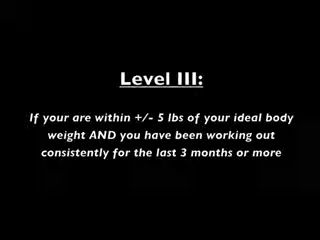 Level III:
If your are within +/- 5 lbs of your ideal body
weight AND you have been working out
consistently for the last 3 months or more